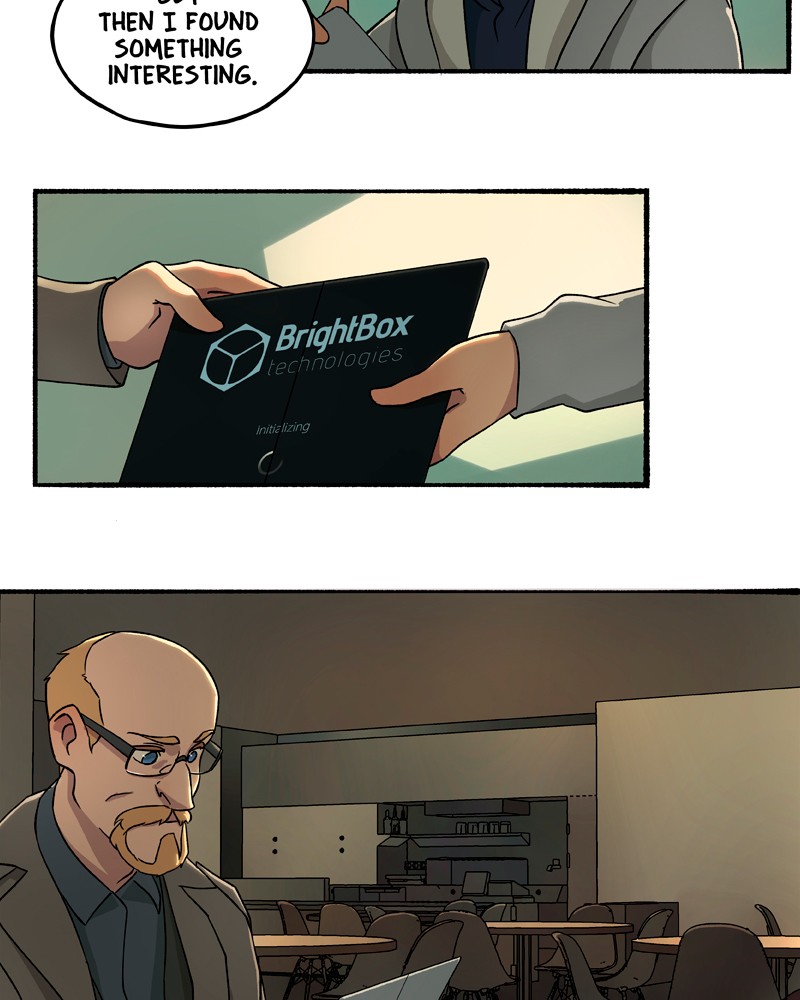 THEN I FOUND
SOMETHING
INTERESTING.
BrightBox
technologies
Initializing